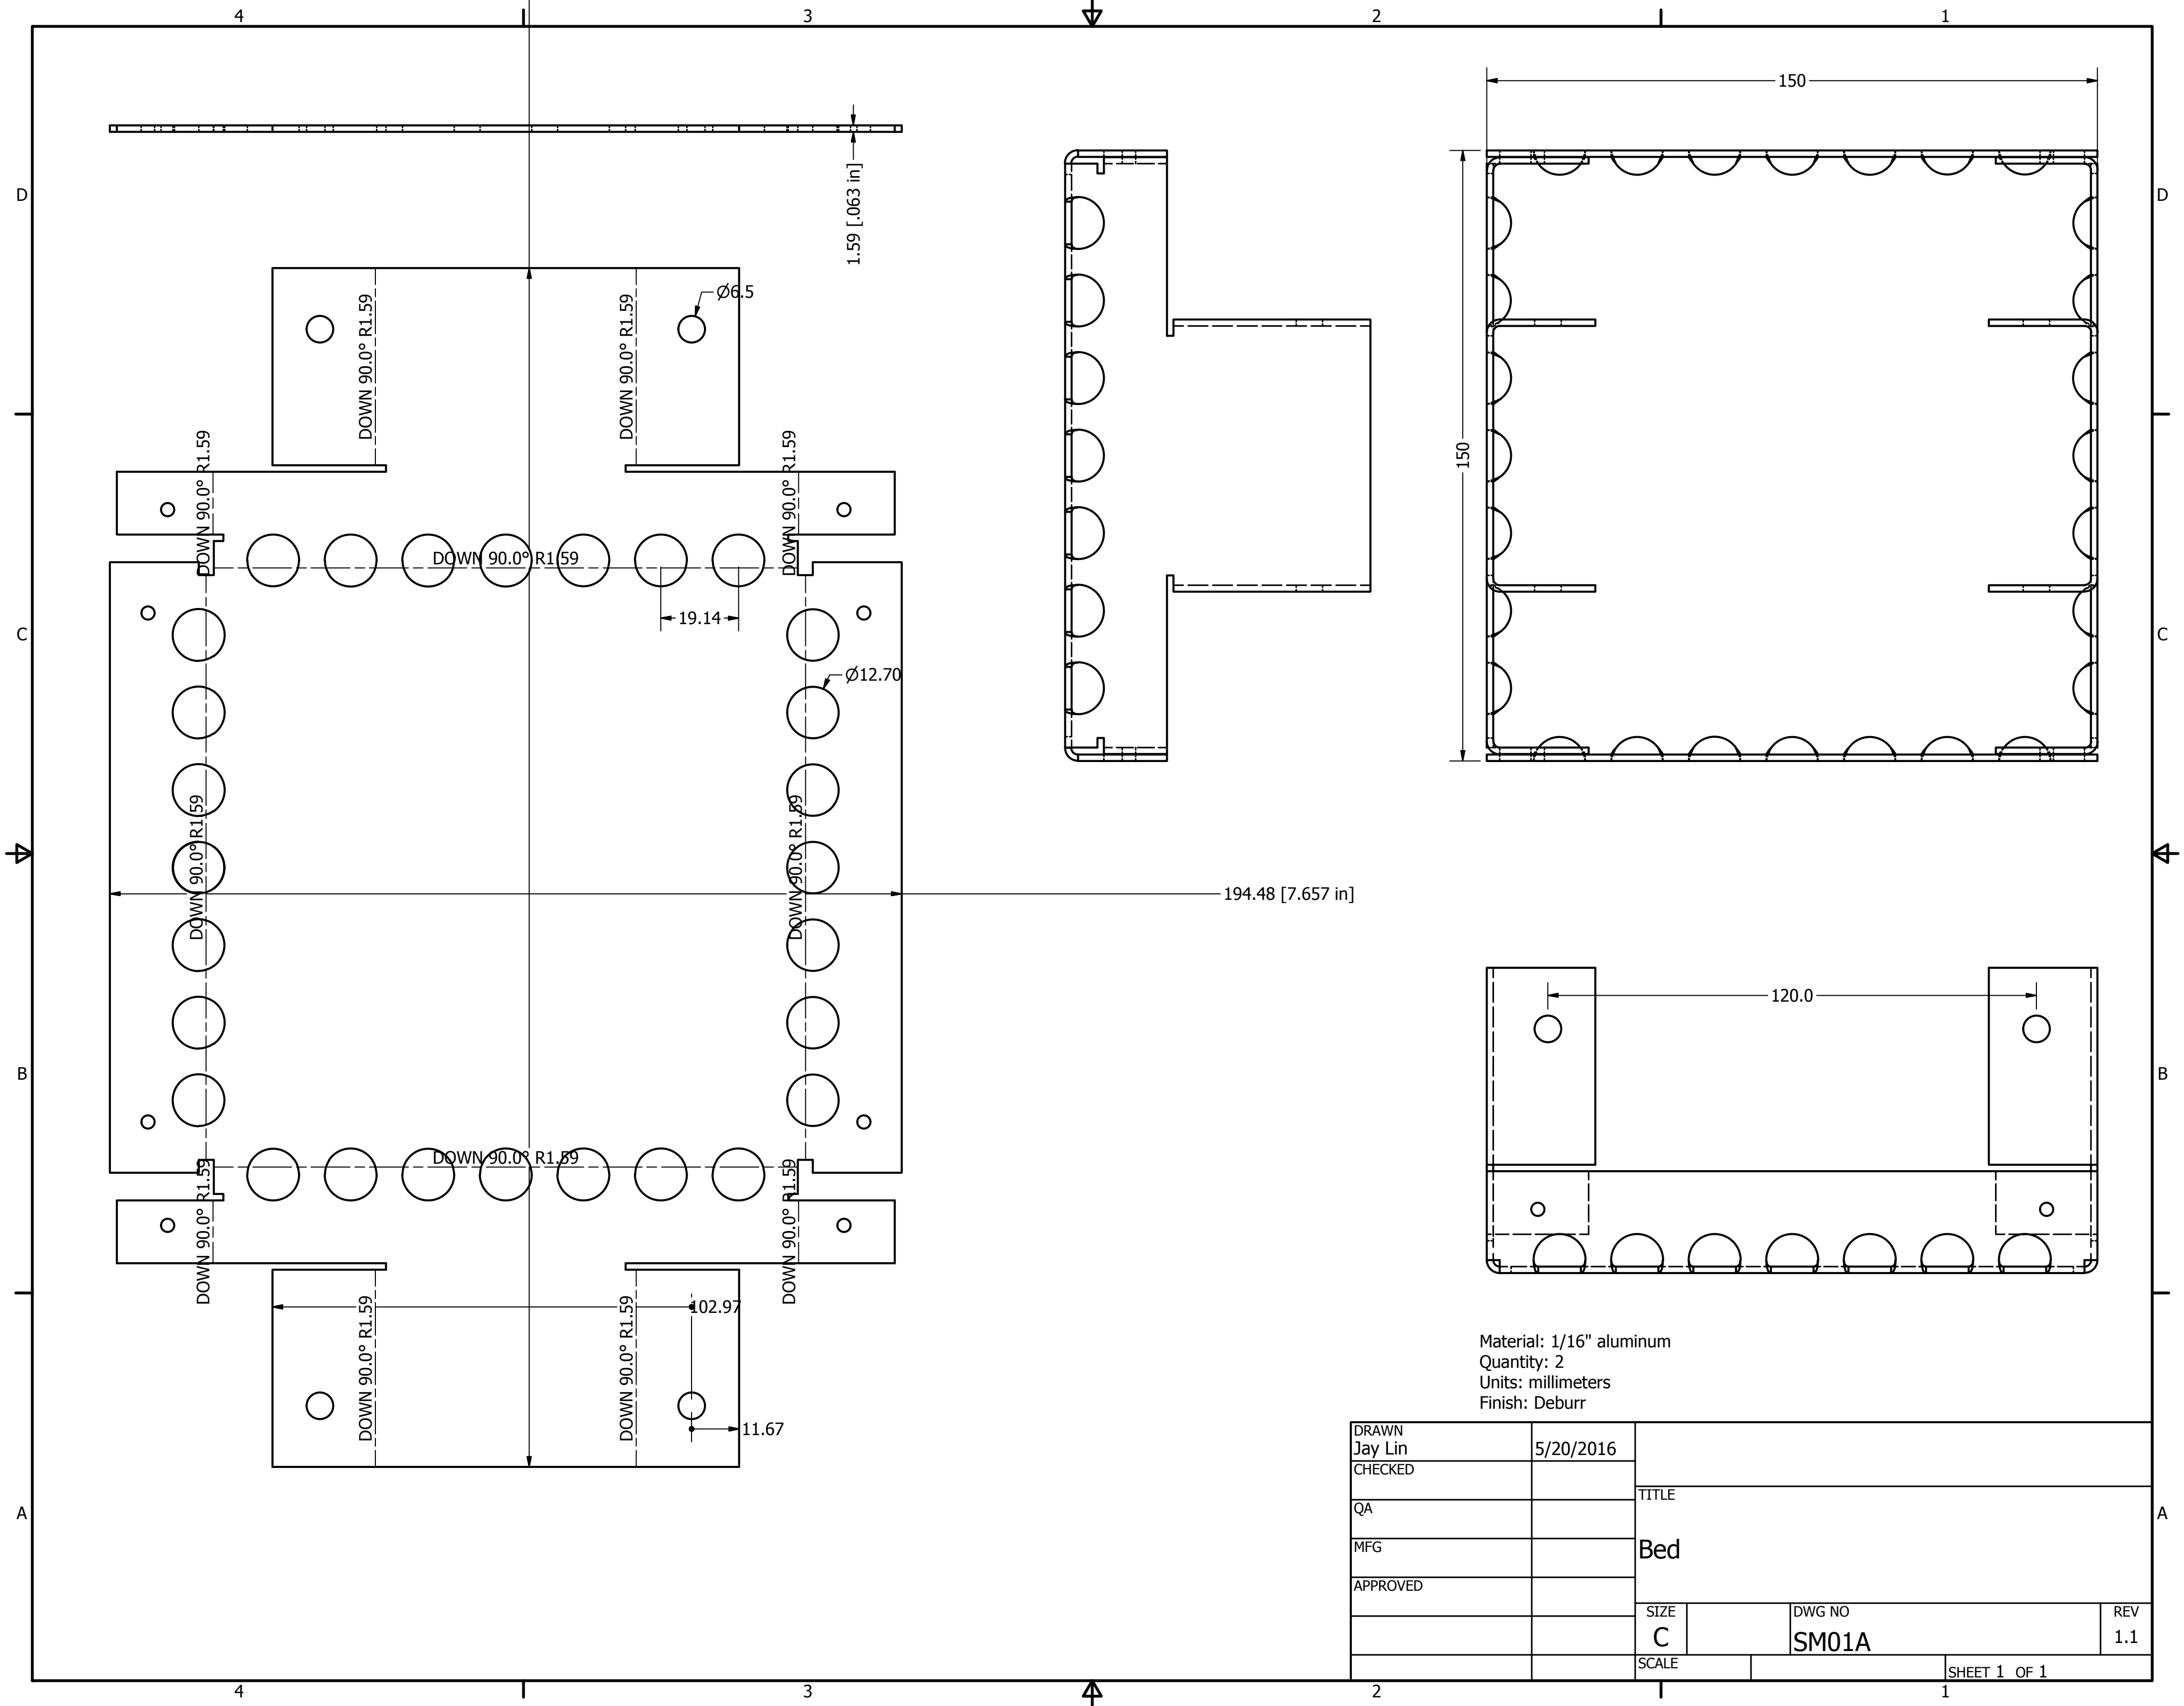 4 3 2 1
D
C
B
A
D
C
B
A
4 3 2 1
1.59 [.063 in]
150
150
Ø6.5
DOWN 90.0° R1.59
DOWN 90.0° R1.59
DOWN 90.0° R1.59
DOWN 90.0° R1.59
DOWN 90.0° R1.59
19.14
Ø12.70
DOWN 90.0° R1.59
DOWN 90.0° R1.59
194.48 [7.657 in]
120.0
DOWN 90.0° R1.59
DOWN 90.0° R1.59
DOWN 90.0° R1.59
DOWN 90.0° R1.59
DOWN 90.0° R1.59
102.97
11.67
Material: 1/16" aluminum
Quantity: 2
Units: millimeters
Finish: Deburr
DRAWN
Jay Lin 5/20/2016
CHECKED
QA
MFG
APPROVED
TITLE
Bed
SIZE
C
DWG NO
SM01A
REV
1.1
SCALE
SHEET 1 OF 1